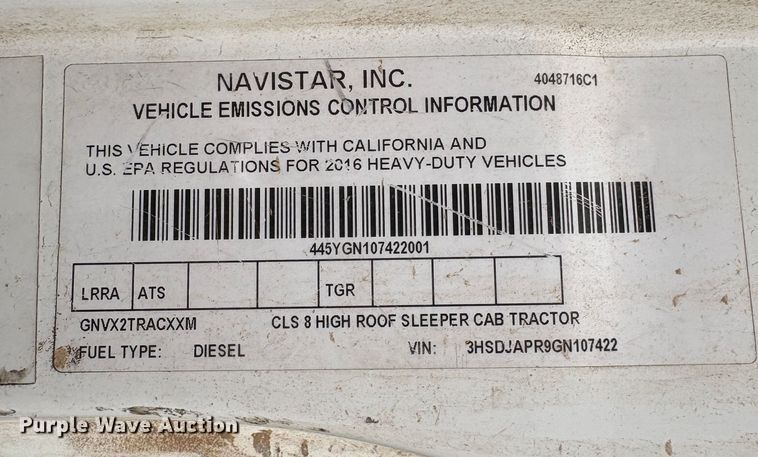 NAVISTAR, INC.
4048716C1
VEHICLE EMISSIONS CONTROL INFORMATION
THIS VEHICLE COMPLIES WITH CALIFORNIA AND
U.S. EPA REGULATIONS FOR 2016 HEAVY-DUTY VEHICLES
445YGN107422001
LRRA ATS TGR
GNVX2TRACXXM CLS 8 HIGH ROOF SLEEPER CAB TRACTOR
FUEL TYPE: DIESEL VIN: 3HSDJAPR9GN107422
Purple Wave Auction